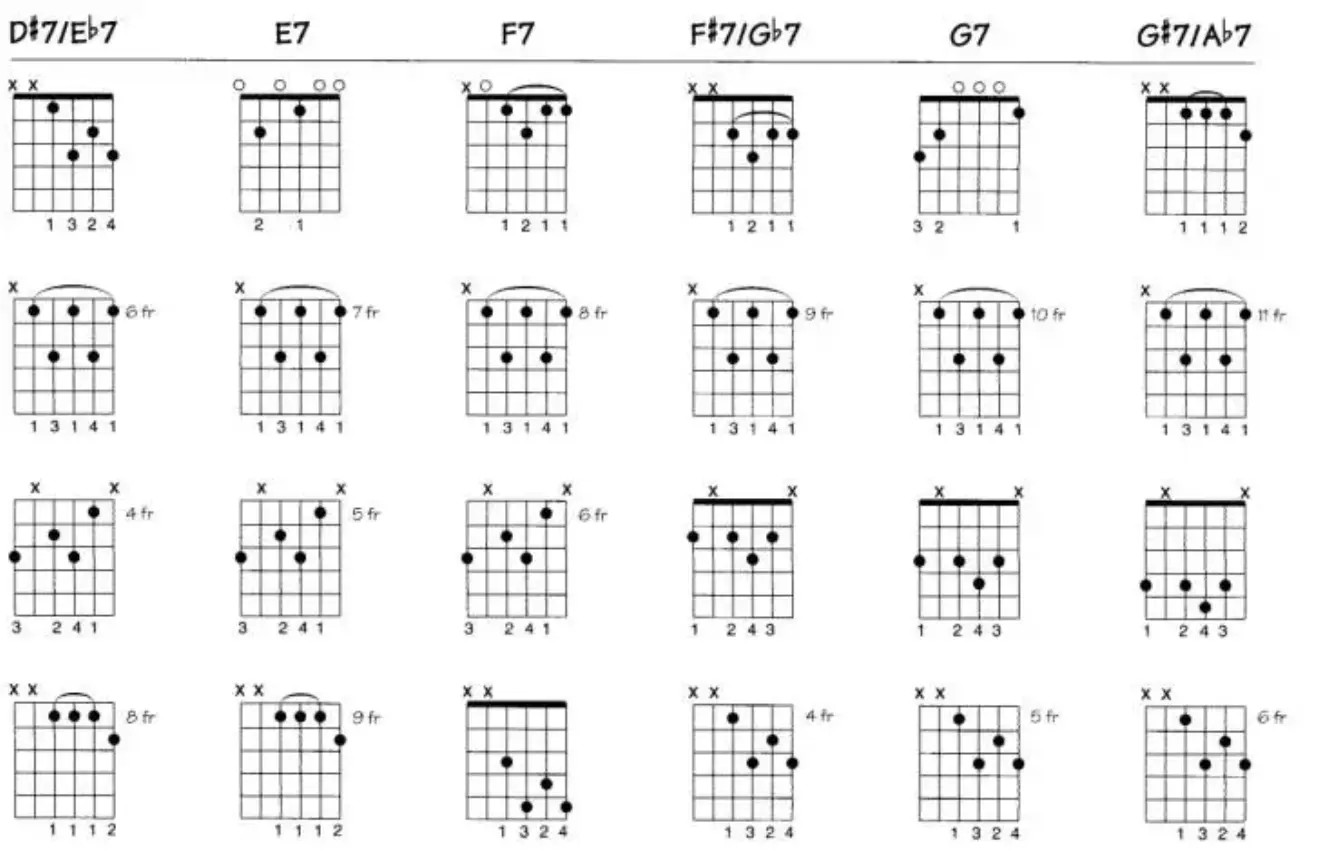 D♯7/E♭7 E7 F7 F♯7/G♭7 G7 G♯7/A♭7
x x o o o o x o x x o o o x x
1 3 2 4 2 1 1 2 1 1 1 2 1 1 3 2 1 1 1 1 2
x x x x x x
6 fr 7 fr 8 fr 9 fr 10 fr 11 fr
1 3 1 4 1 1 3 1 4 1 1 3 1 4 1 1 3 1 4 1 1 3 1 4 1 1 3 1 4 1
x x x x x x x x x x x x
4 fr 5 fr 6 fr
3 2 4 1 3 2 4 1 3 2 4 1 1 2 4 3 1 2 4 3 1 2 4 3
x x x x x x x x x x x x
8 fr 9 fr 4 fr 5 fr 6 fr
1 1 1 2 1 1 1 2 1 3 2 4 1 3 2 4 1 3 2 4 1 3 2 4